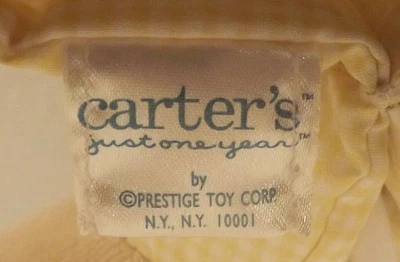 carter's™
just one year™
by
©PRESTIGE TOY CORP.
N.Y., N.Y. 10001